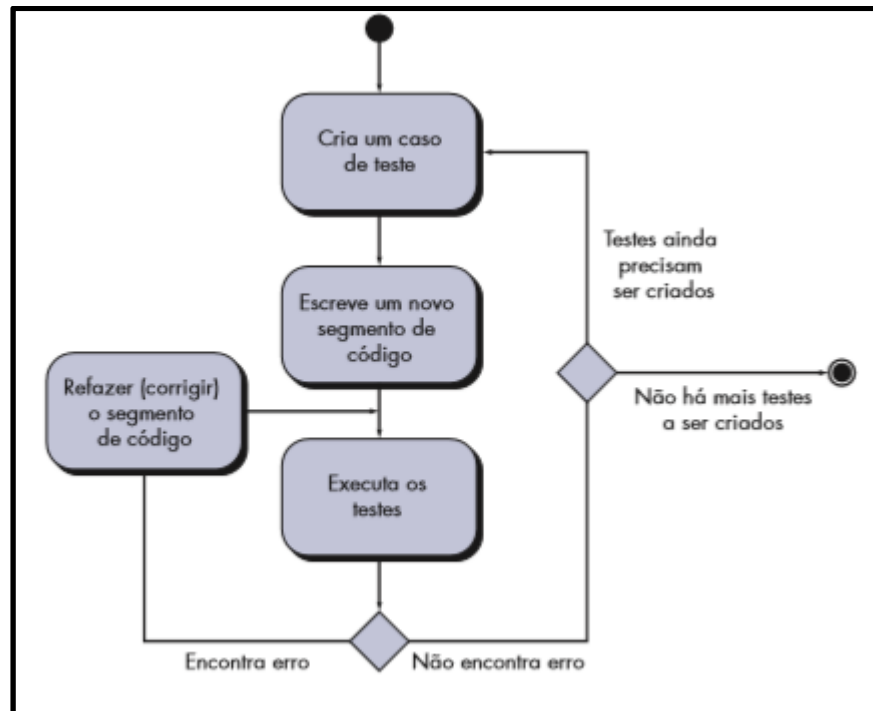 Cria um caso
de teste
Testes ainda
precisam
ser criados
Escreve um novo
segmento de
código
Refazer (corrigir)
o segmento
de código
Não há mais testes
a ser criados
Executa os
testes
Encontra erro
Não encontra erro